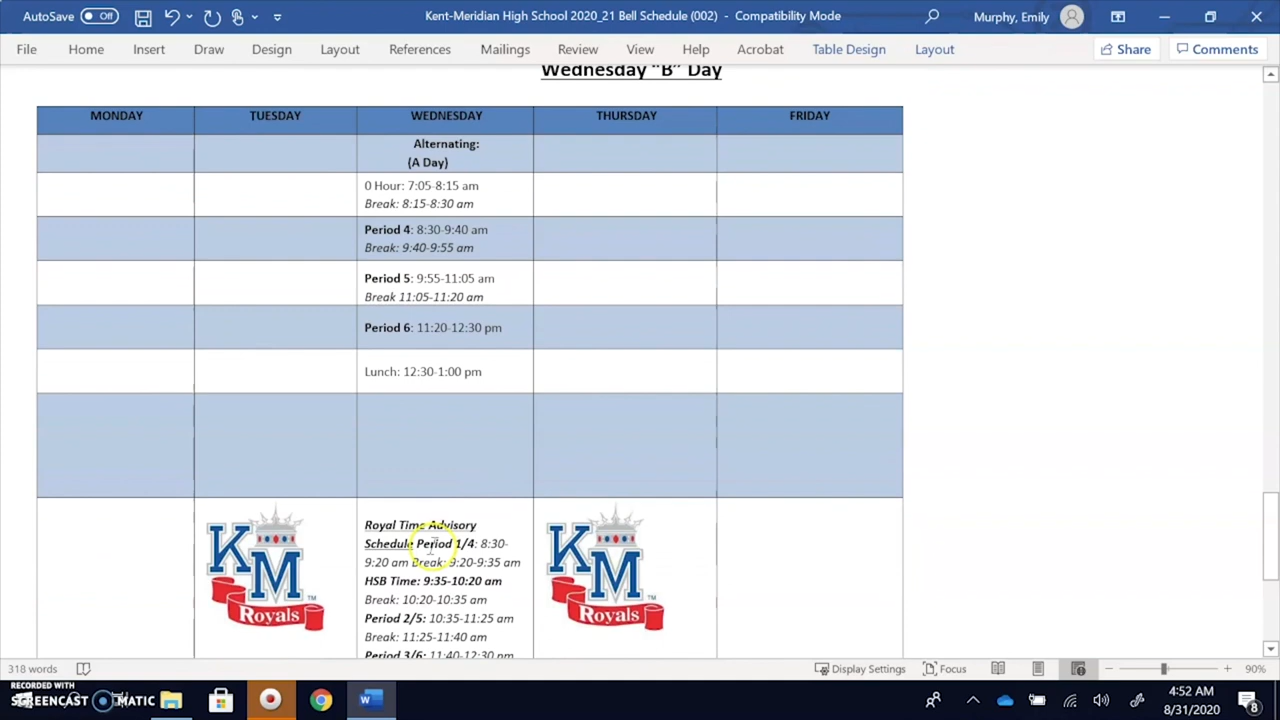 AutoSave Off
Kent-Meridian High School 2020_21 Bell Schedule (002) - Compatibility Mode
Murphy, Emily
File Home Insert Draw Design Layout References Mailings Review View Help Acrobat Table Design Layout Share Comments
Wednesday "B" Day
MONDAY TUESDAY WEDNESDAY THURSDAY FRIDAY
Alternating:
(A Day)
0 Hour: 7:05-8:15 am
Break: 8:15-8:30 am
Period 4: 8:30-9:40 am
Break: 9:40-9:55 am
Period 5: 9:55-11:05 am
Break 11:05-11:20 am
Period 6: 11:20-12:30 pm
Lunch: 12:30-1:00 pm
KM
Royals
TM
Royal Time Advisory
Schedule Period 1/4: 8:30-
9:20 am Break: 9:20-9:35 am
HSB Time: 9:35-10:20 am
Break: 10:20-10:35 am
Period 2/5: 10:35-11:25 am
Break: 11:25-11:40 am
Period 3/6: 11:40-12:30 pm
KM
Royals
TM
318 words
Display Settings Focus 90%
RECORDED WITH
SCREENCAST MATIC
4:52 AM
8/31/2020
8